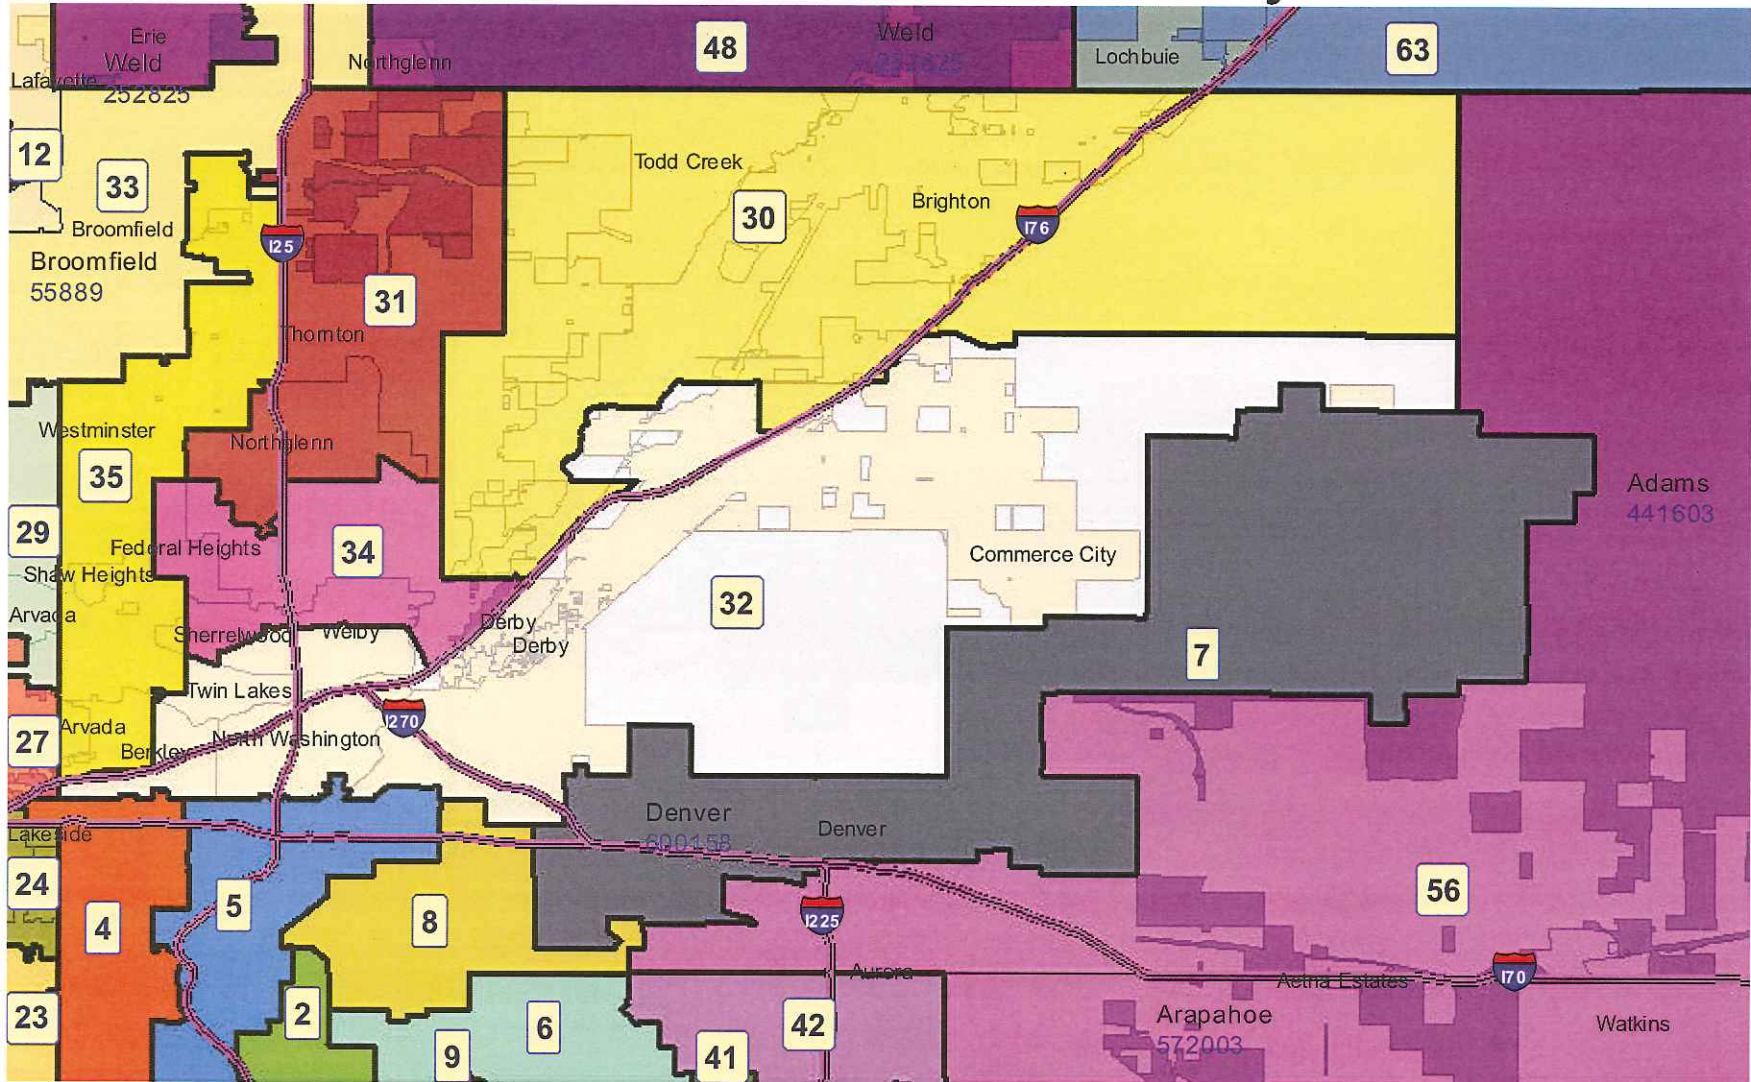 Erie
Weld
252825
Lafayette
Northglenn
48
Weld
252825
Lochbuie
63
12
33
Broomfield
Broomfield
55889
I25
31
Thornton
Todd Creek
30
Brighton
I76
Westminster
Northglenn
35
29
Federal Heights
Shaw Heights
34
Arvada
Sherrelwood
Welby
Derby
Derby
32
Commerce City
7
Adams
441603
Twin Lakes
27
Arvada
Berkley
North Washington
I270
Lakeside
Denver
600158
Denver
24
4
5
8
I225
56
23
2
9
6
41
42
Aurora
Aetna Estates
I70
Arapahoe
572003
Watkins